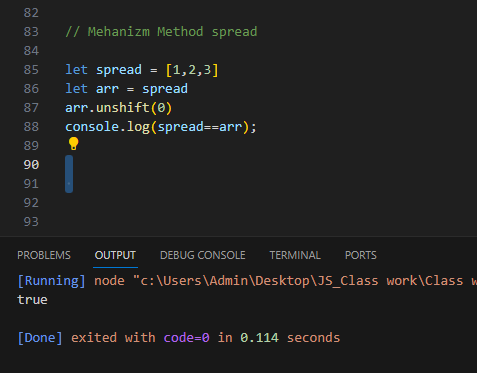 82
83 // Mehanizm Method spread
84
85 let spread = [1,2,3]
86 let arr = spread
87 arr.unshift(0)
88 console.log(spread==arr);
89
90
91
92
93
PROBLEMS OUTPUT DEBUG CONSOLE TERMINAL PORTS
[Running] node "c:\Users\Admin\Desktop\JS_Class work\Class w
true
[Done] exited with code=0 in 0.114 seconds